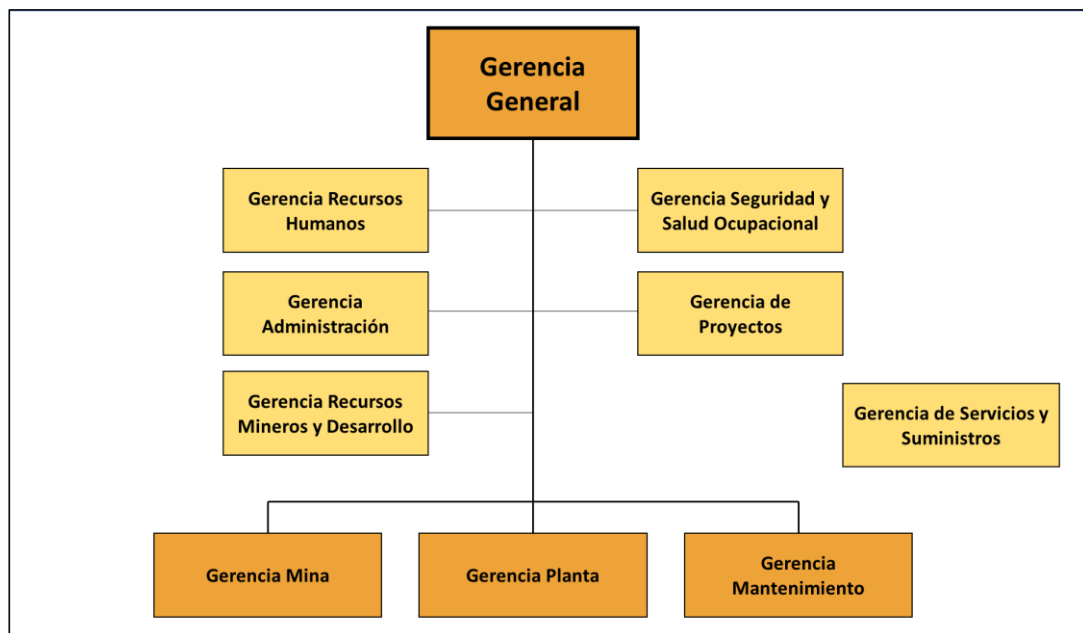 Gerencia
General
Gerencia Recursos
Humanos
Gerencia Seguridad y
Salud Ocupacional
Gerencia
Administración
Gerencia de
Proyectos
Gerencia Recursos
Mineros y Desarrollo
Gerencia de Servicios y
Suministros
Gerencia Mina
Gerencia Planta
Gerencia
Mantenimiento